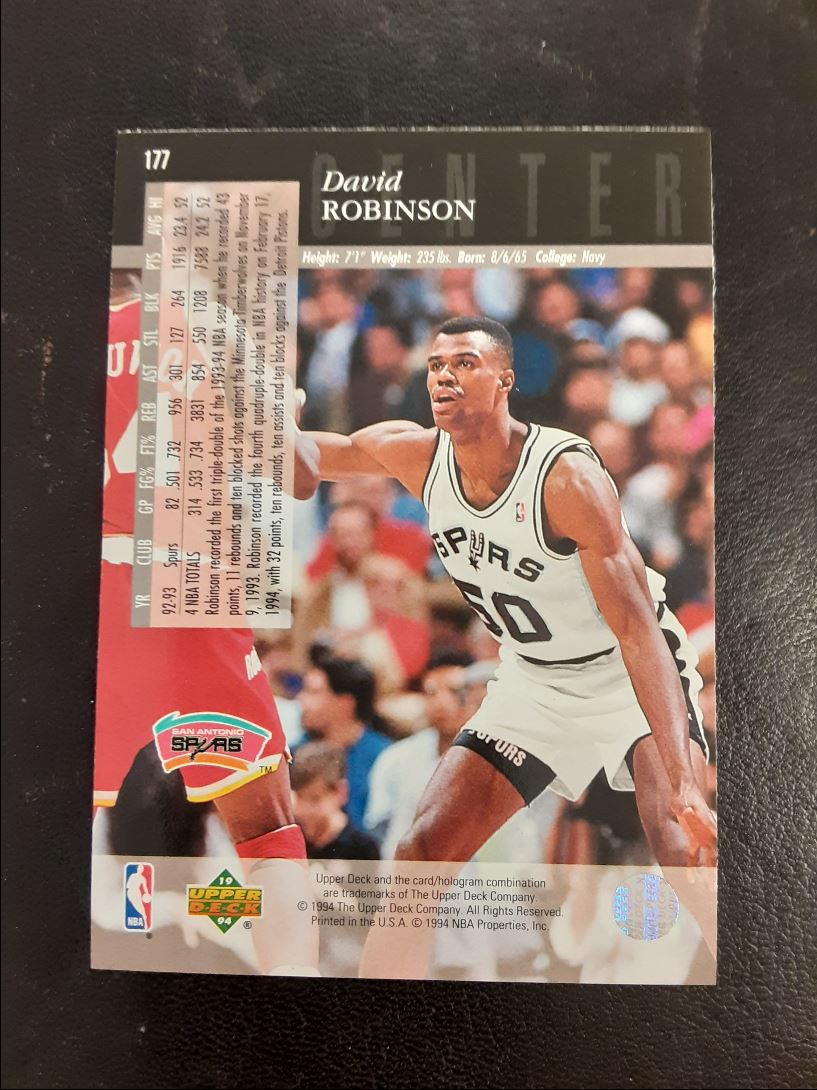 177
CENTER
David
ROBINSON
Height: 7'1" Weight: 235 lbs. Born: 8/6/65 College: Navy
YR CLUB GP FG% FT% REB AST STL BLK PTS AVG HI
92-93 Spurs 82 .501 .732 956 301 127 264 1916 23.4 52
4 NBA TOTALS 314 .533 .734 3831 854 550 1208 7588 24.2 52
Robinson recorded the first triple-double of the 1993-94 NBA season when he recorded 43
points, 11 rebounds and ten blocked shots against the Minnesota Timberwolves on November
9, 1993. Robinson recorded the fourth quadruple-double in NBA history on February 17,
1994, with 32 points, ten rebounds, ten assists and ten blocks against the Detroit Pistons.
SPURS
50
SPURS
SAN ANTONIO
SPURS
TM
NBA
®
19
UPPER
DECK
94
®
Upper Deck and the card/hologram combination
are trademarks of The Upper Deck Company.
© 1994 The Upper Deck Company. All Rights Reserved.
Printed in the U.S.A. © 1994 NBA Properties, Inc.